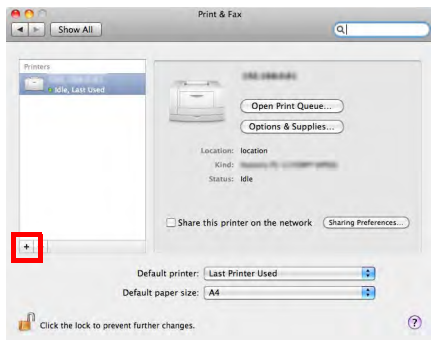 Print & Fax
Show All
Printers
Idle, Last Used
Open Print Queue...
Options & Supplies...
Location: location
Kind:
Status: Idle
Share this printer on the network Sharing Preferences...
+
Default printer: Last Printer Used
Default paper size: A4
Click the lock to prevent further changes.
?